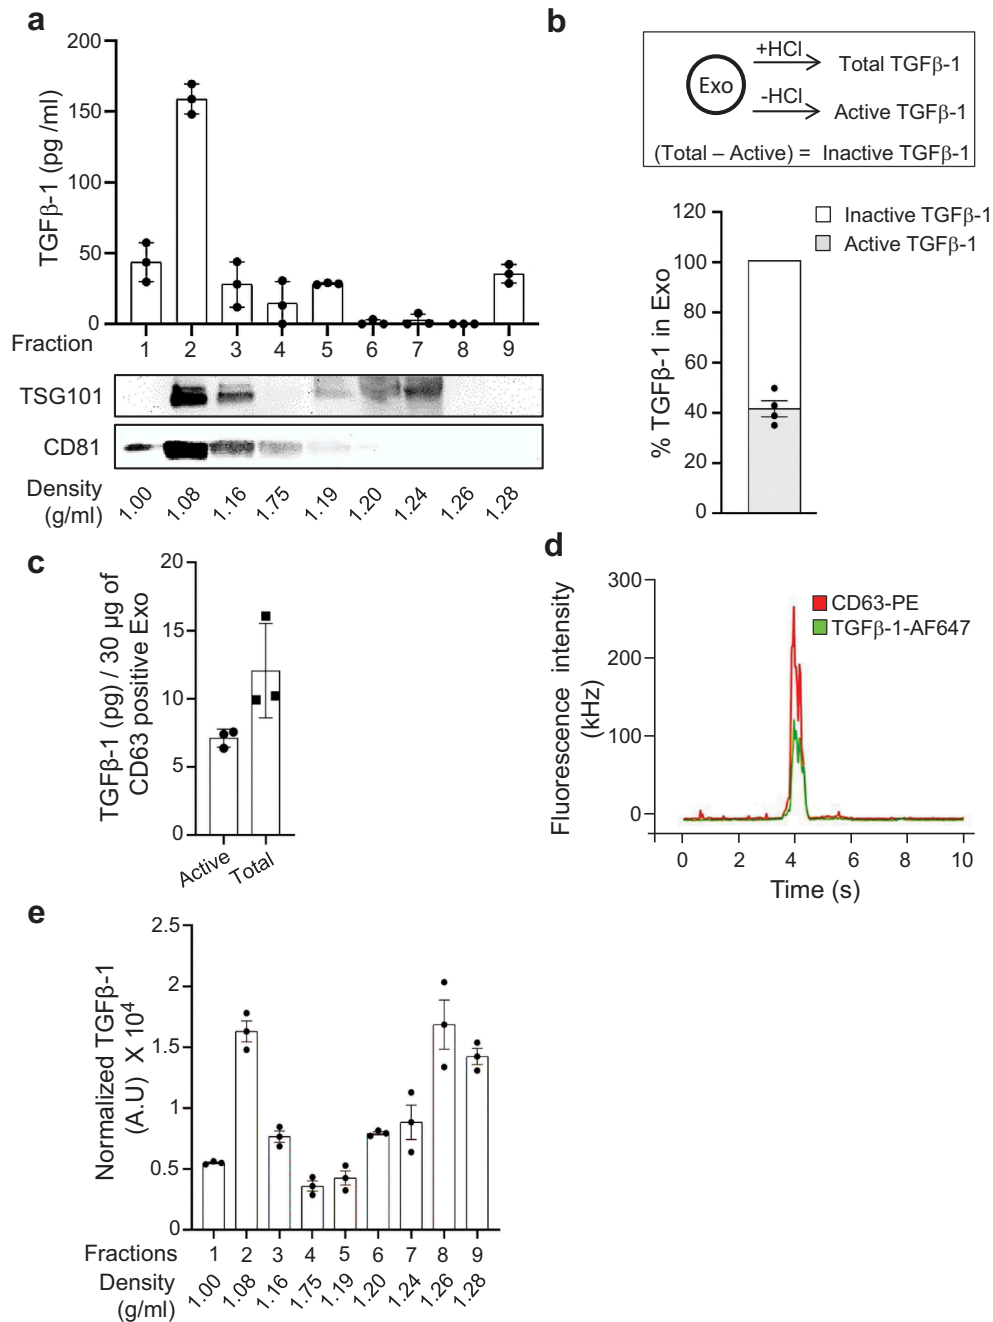 a
TGFβ-1 (pg /ml)
200
150
100
50
0
Fraction
1 2 3 4 5 6 7 8 9
TSG101
CD81
Density
(g/ml)
1.00 1.08 1.16 1.75 1.19 1.20 1.24 1.26 1.28
b
Exo
+HCl
Total TGFβ-1
-HCl
Active TGFβ-1
(Total – Active) = Inactive TGFβ-1
% TGFβ-1 in Exo
120
100
80
60
40
20
0
Inactive TGFβ-1
Active TGFβ-1
c
TGFβ-1 (pg) / 30 µg of
CD63 positive Exo
20
15
10
5
0
Active Total
d
Fluorescence intensity
(kHz)
300
200
100
0
CD63-PE
TGFβ-1-AF647
0 2 4 6 8 10
Time (s)
e
Normalized TGFβ-1
(A.U) X 10⁴
2.5
2
1.5
1
0.5
0
Fractions
1 2 3 4 5 6 7 8 9
Density
(g/ml)
1.00 1.08 1.16 1.75 1.19 1.20 1.24 1.26 1.28